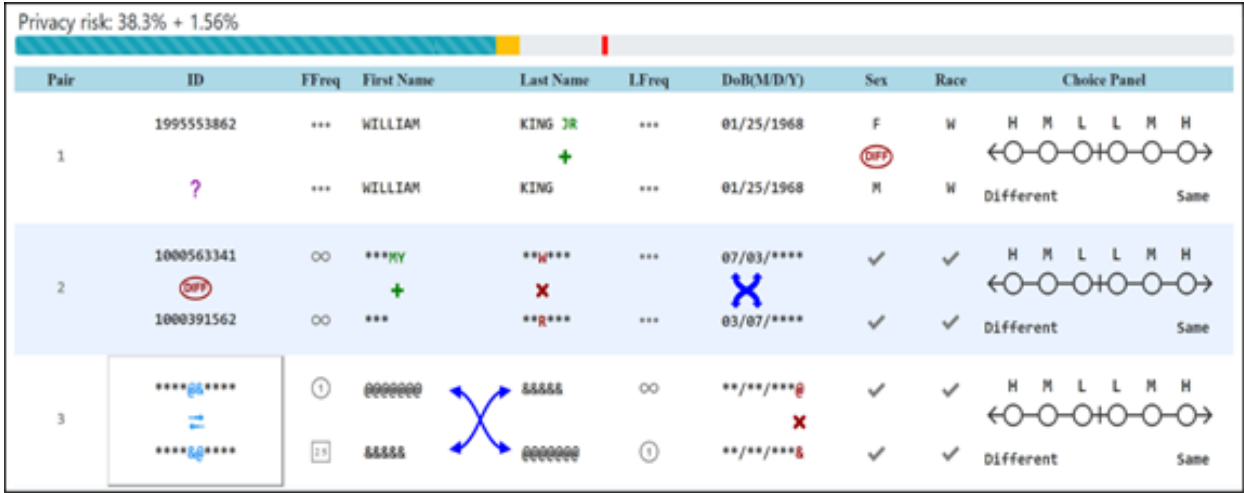 Privacy risk: 38.3% + 1.56%
Pair ID FFreq First Name Last Name LFreq DoB(M/D/Y) Sex Race Choice Panel
1995553862 *** WILLIAM KING JR *** 01/25/1968 F W H M L L M H
1 + DIFF
? *** WILLIAM KING *** 01/25/1968 M W
Different Same
1000563341 ∞ ***MY **W*** *** 07/03/**** ✓ ✓ H M L L M H
2 DIFF + ×
1000391562 ∞ *** **R*** *** 03/07/**** ✓ ✓
Different Same
****@&**** 1 @@@@@@@ &&&&& ∞ **/**/***@ ✓ ✓ H M L L M H
3 ×
****&@**** 25 &&&&& @@@@@@@ 1 **/**/***& ✓ ✓
Different Same